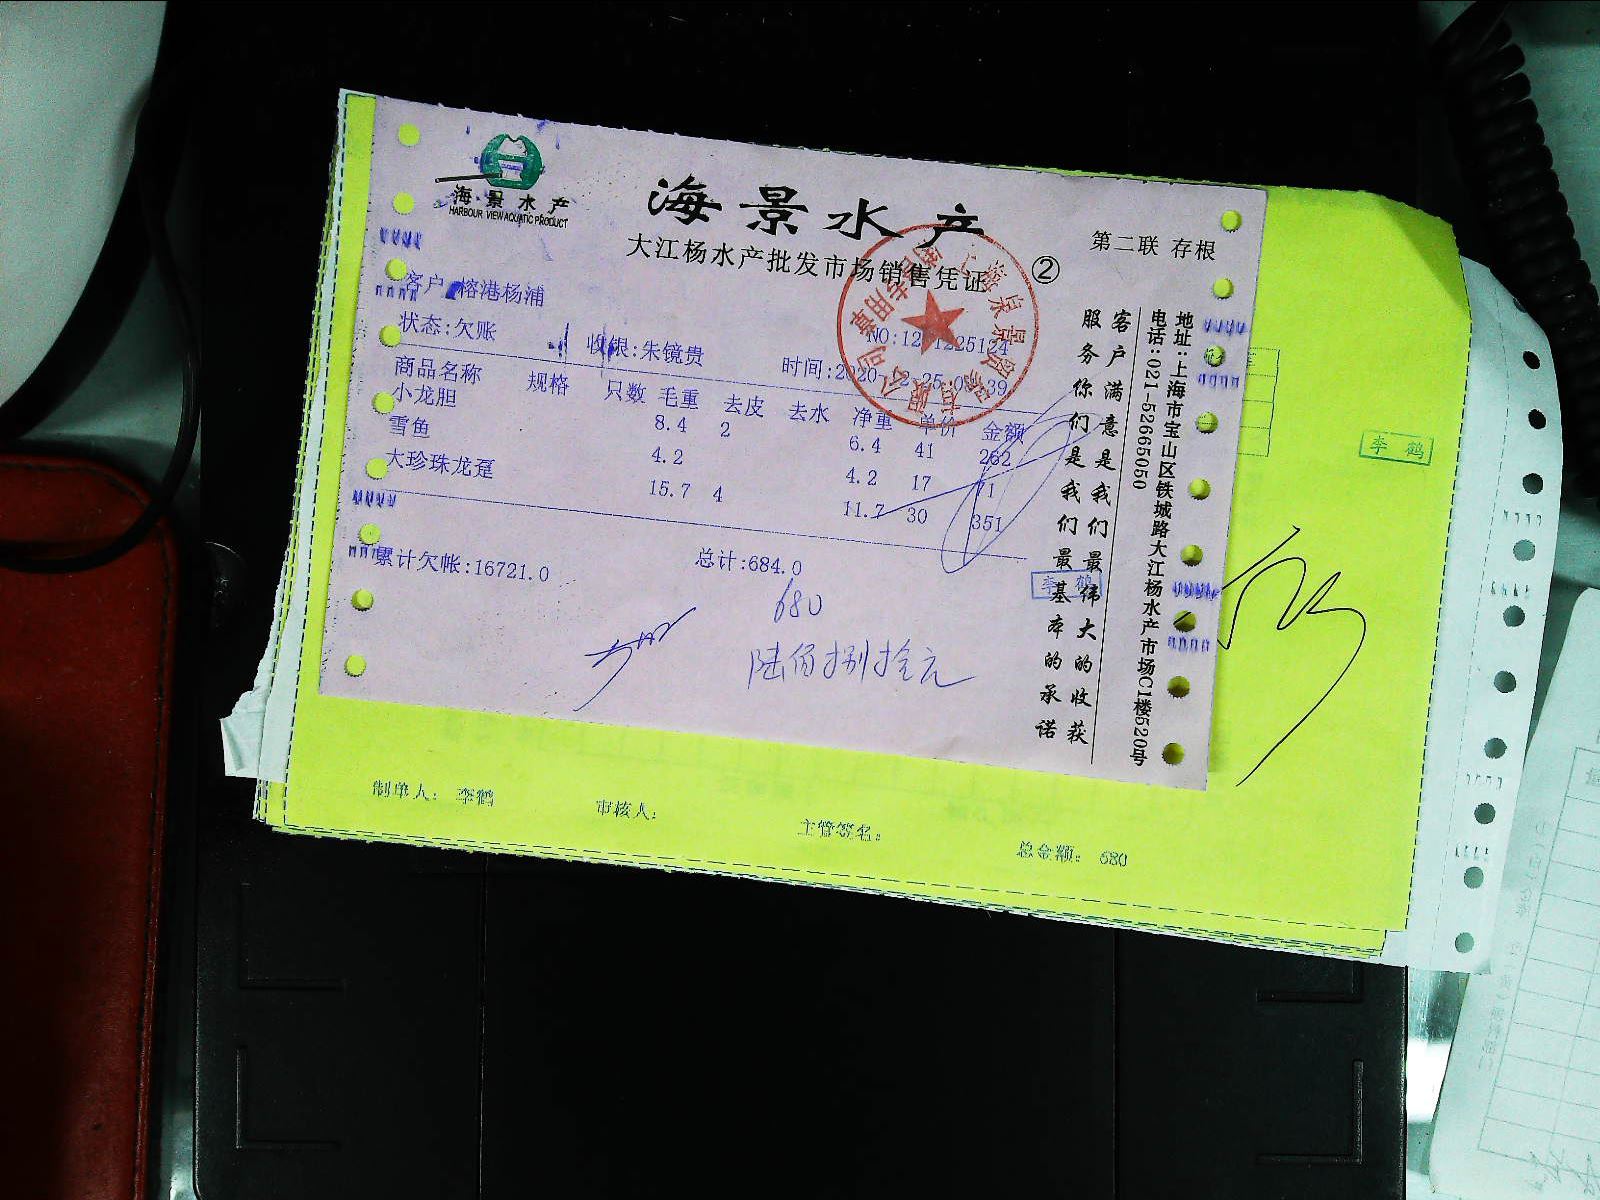 海景水产
HARBOUR VIEW AQUATIC PRODUCT
海景水产
大江杨水产批发市场销售凭证 ②
第二联 存根
客户 榕港杨浦
状态:欠账 收银:朱镜贵 时间:2020-12-25
商品名称 规格 只数 毛重 去皮 去水 净重 单价 金额
小龙胆 8.4 2 6.4 41 262
雪鱼 4.2 4.2 17 71
大珍珠龙趸 15.7 4 11.7 30 351
累计欠帐:16721.0 总计:684.0
680
陆佰捌拾元
客户满意是我们最伟大的收获
服务你们是我们最基本的承诺
地址:上海市宝山区铁城路大江杨水产市场C1楼520号
电话:021-52665050
李鹤
李鹤
制单人: 李鹤 审核人: 主管签名: 总金额: 680